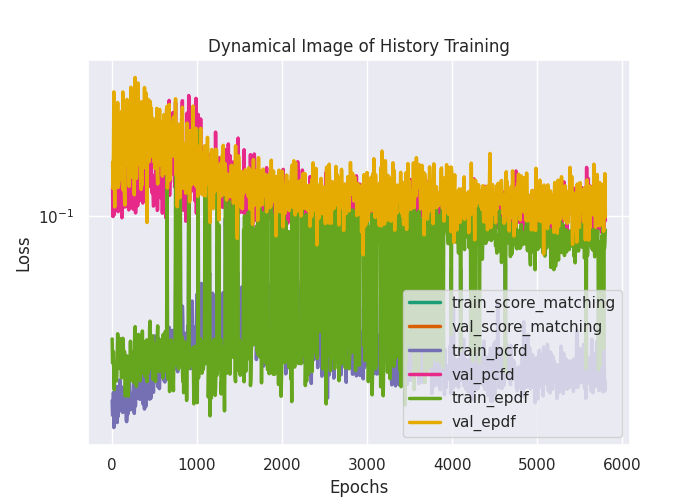 Dynamical Image of History Training
Loss
10⁻¹
train_score_matching
val_score_matching
train_pcfd
val_pcfd
train_epdf
val_epdf
0 1000 2000 3000 4000 5000 6000
Epochs